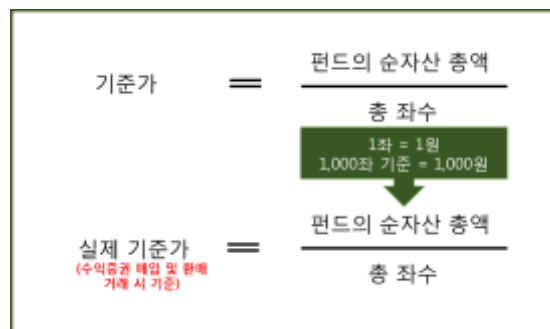 기준가
=
펀드의 순자산 총액
총 좌수
1좌 = 1원
1,000좌 기준 = 1,000원
실제 기준가
(수익증권 매입 및 환매
거래 시 기준)
=
펀드의 순자산 총액
총 좌수